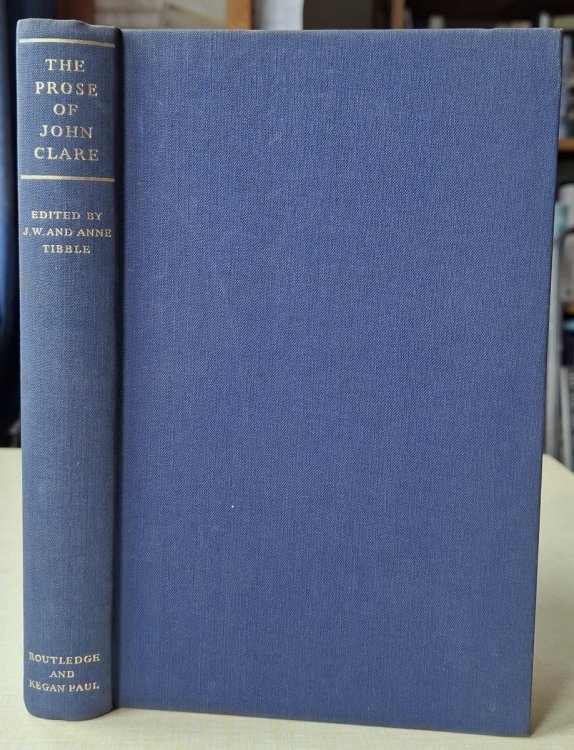 THE
PROSE
OF
JOHN
CLARE
EDITED BY
J.W. AND ANNE
TIBBLE
ROUTLEDGE
AND
KEGAN PAUL